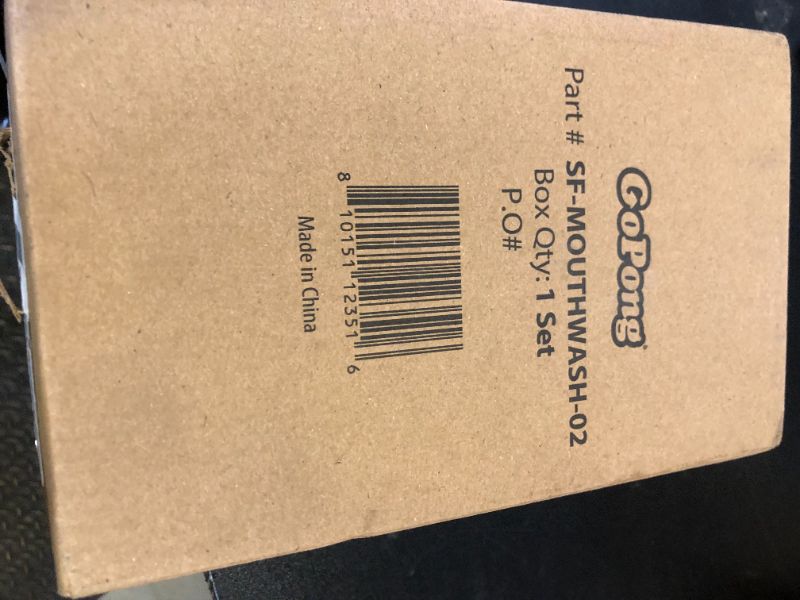 GoPong®
Part # SF-MOUTHWASH-02
Box Qty: 1 Set
P.O#
8 10151 12351 6
Made in China